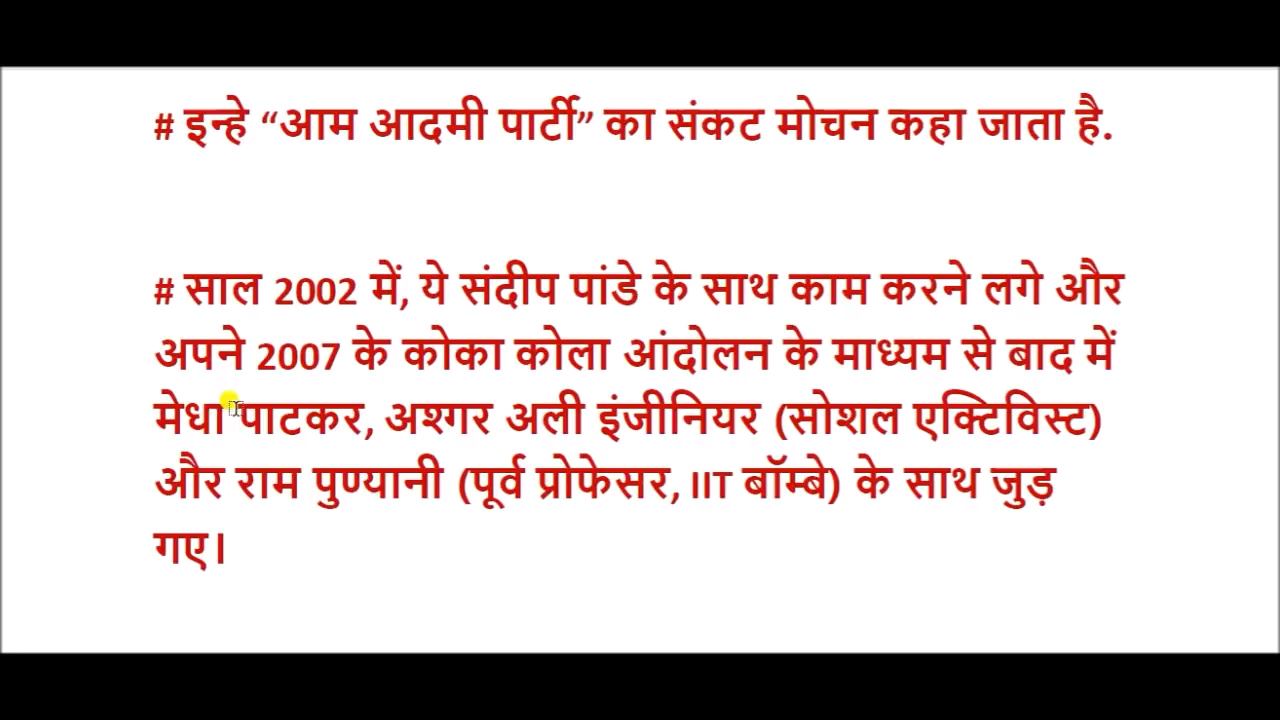 # इन्हे “आम आदमी पार्टी” का संकट मोचन कहा जाता है.
# साल 2002 में, ये संदीप पांडे के साथ काम करने लगे और
अपने 2007 के कोका कोला आंदोलन के माध्यम से बाद में
मेधा पाटकर, अश्गर अली इंजीनियर (सोशल एक्टिविस्ट)
और राम पुण्यानी (पूर्व प्रोफेसर, IIT बॉम्बे) के साथ जुड़
गए।